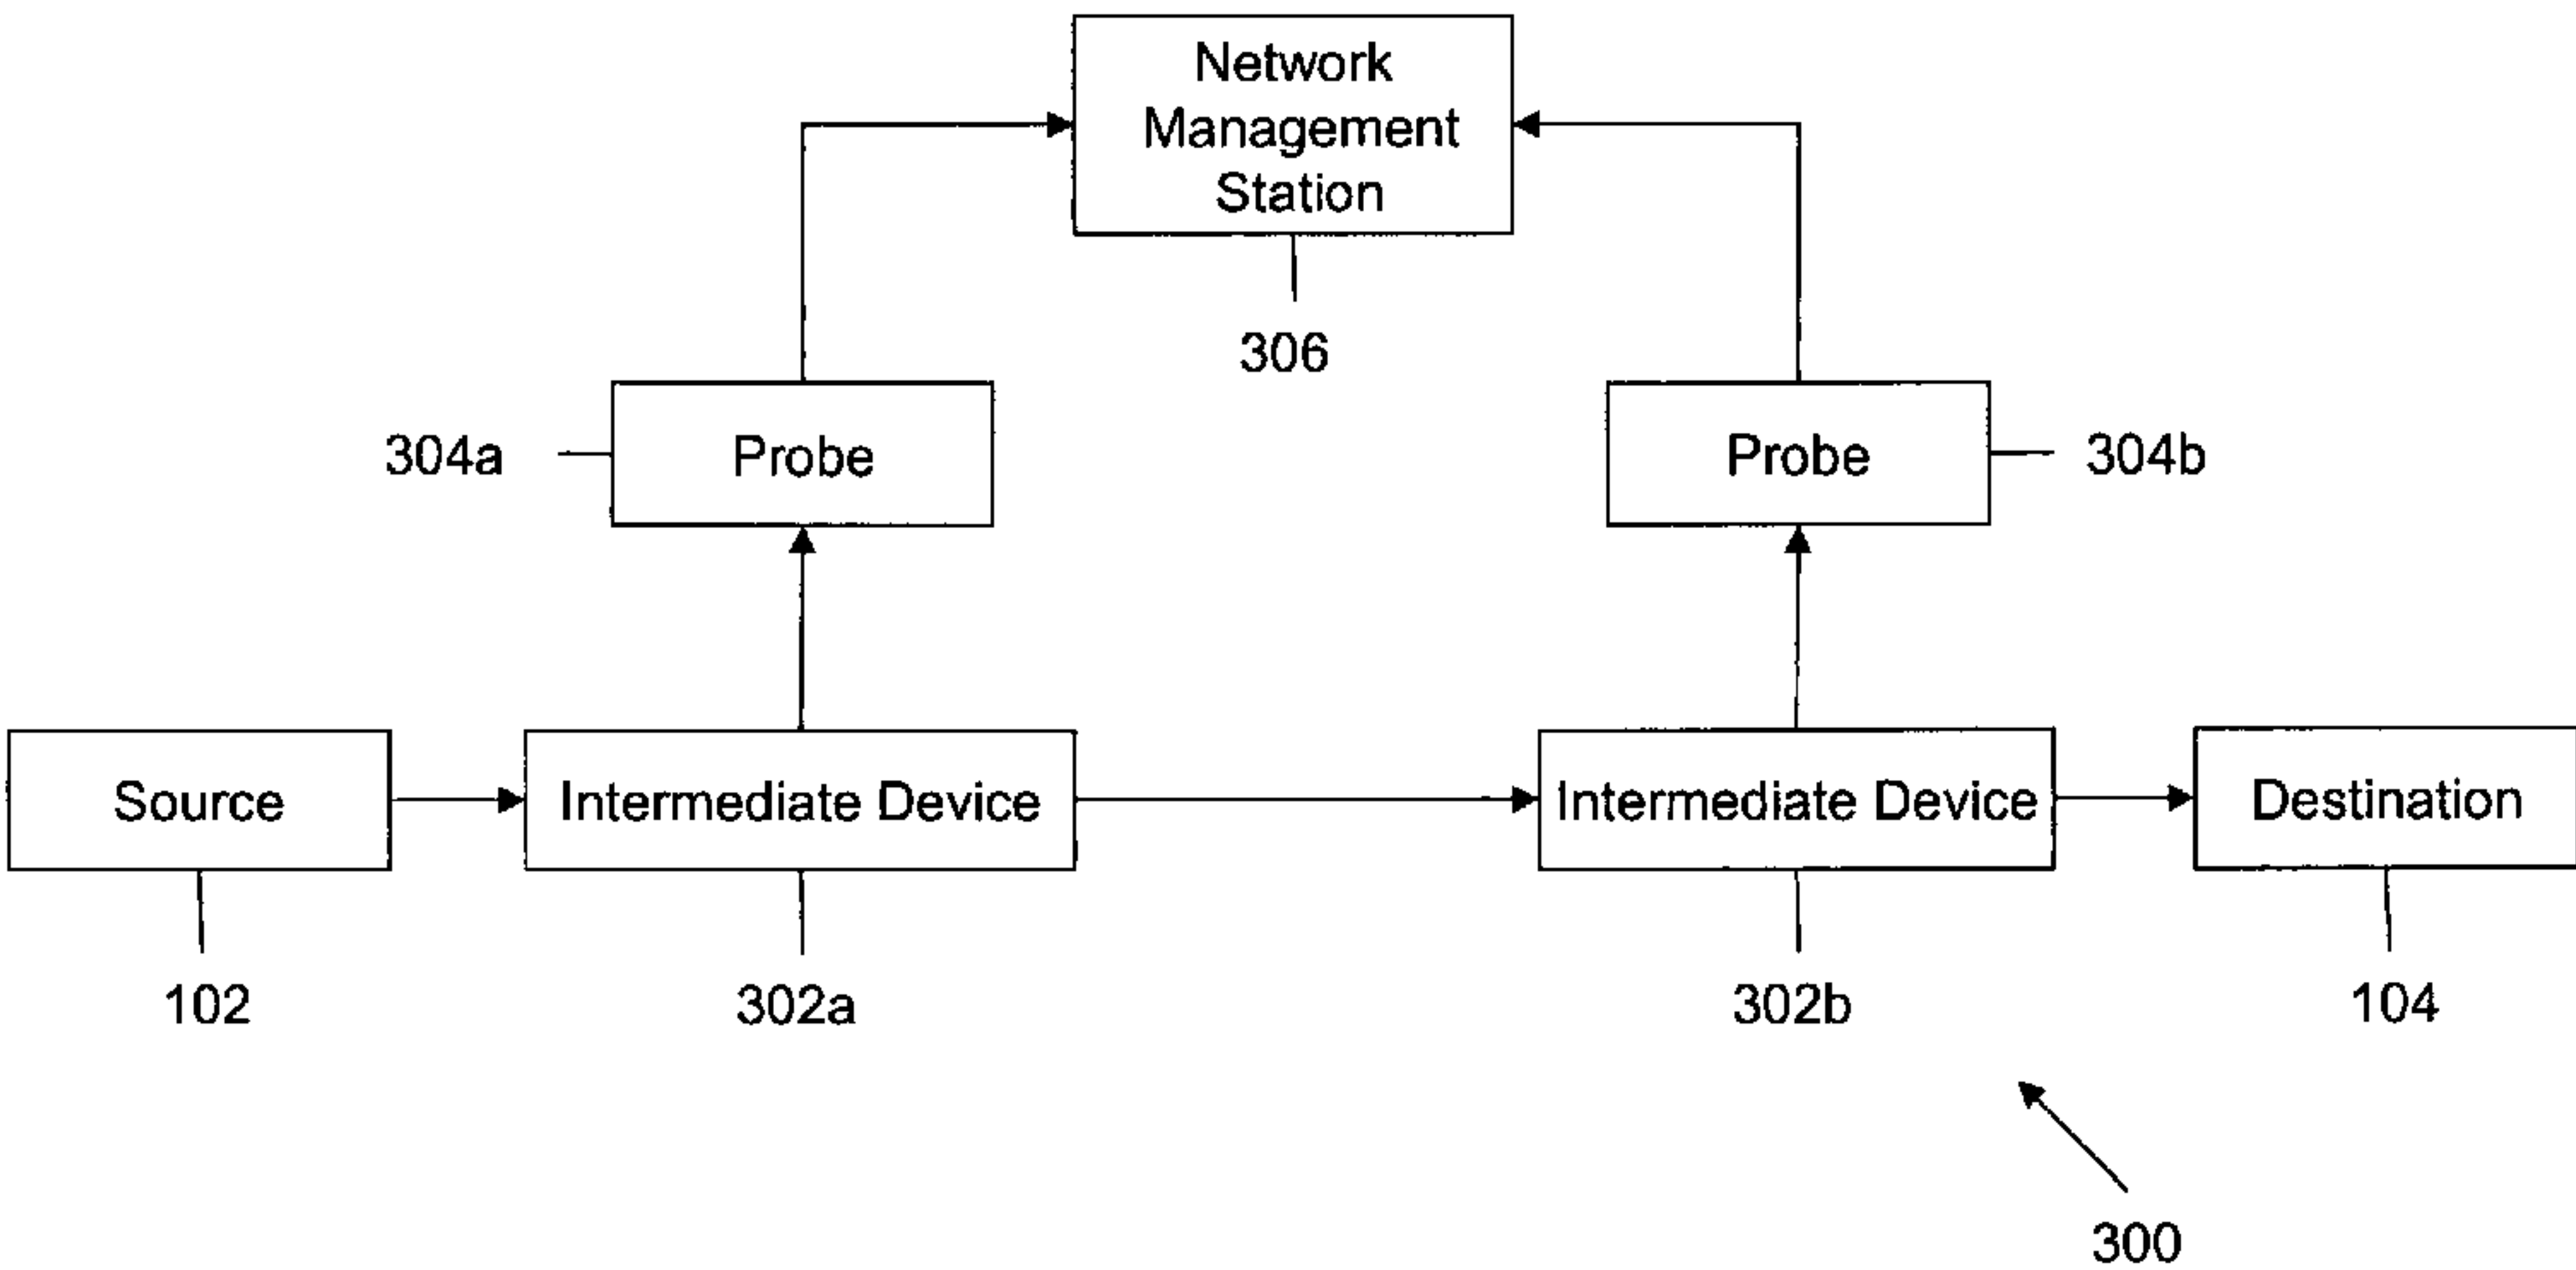 Network
Management
Station
306
304a
Probe
Probe
304b
Source
Intermediate Device
Intermediate Device
Destination
102
302a
302b
104
300